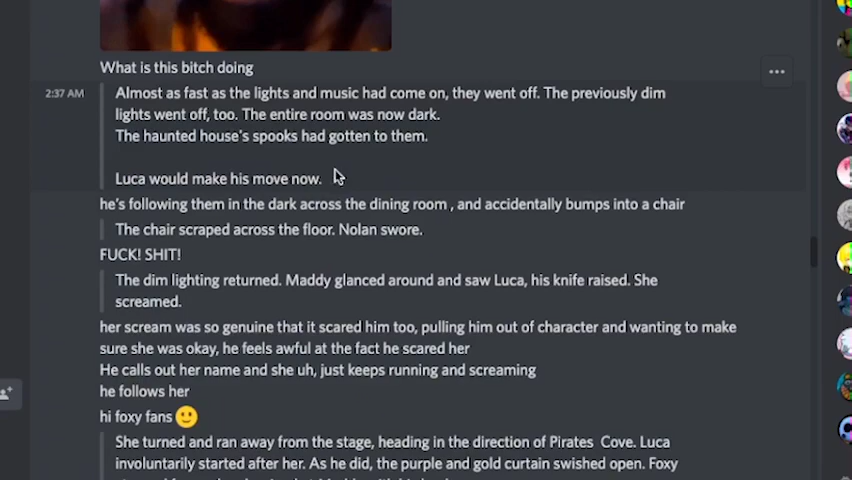 What is this bitch doing
2:37 AM
Almost as fast as the lights and music had come on, they went off. The previously dim
lights went off, too. The entire room was now dark.
The haunted house's spooks had gotten to them.
Luca would make his move now.
he's following them in the dark across the dining room , and accidentally bumps into a chair
The chair scraped across the floor. Nolan swore.
FUCK! SHIT!
The dim lighting returned. Maddy glanced around and saw Luca, his knife raised. She
screamed.
her scream was so genuine that it scared him too, pulling him out of character and wanting to make
sure she was okay, he feels awful at the fact he scared her
He calls out her name and she uh, just keeps running and screaming
he follows her
hi foxy fans 🙂
She turned and ran away from the stage, heading in the direction of Pirates Cove. Luca
involuntarily started after her. As he did, the purple and gold curtain swished open. Foxy